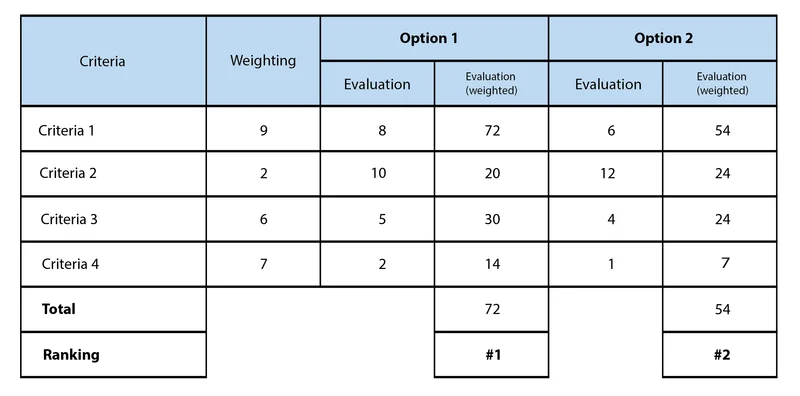 Criteria Weighting Option 1 Option 2
Evaluation Evaluation (weighted) Evaluation Evaluation (weighted)
Criteria 1 9 8 72 6 54
Criteria 2 2 10 20 12 24
Criteria 3 6 5 30 4 24
Criteria 4 7 2 14 1 7
Total 72 54
Ranking #1 #2